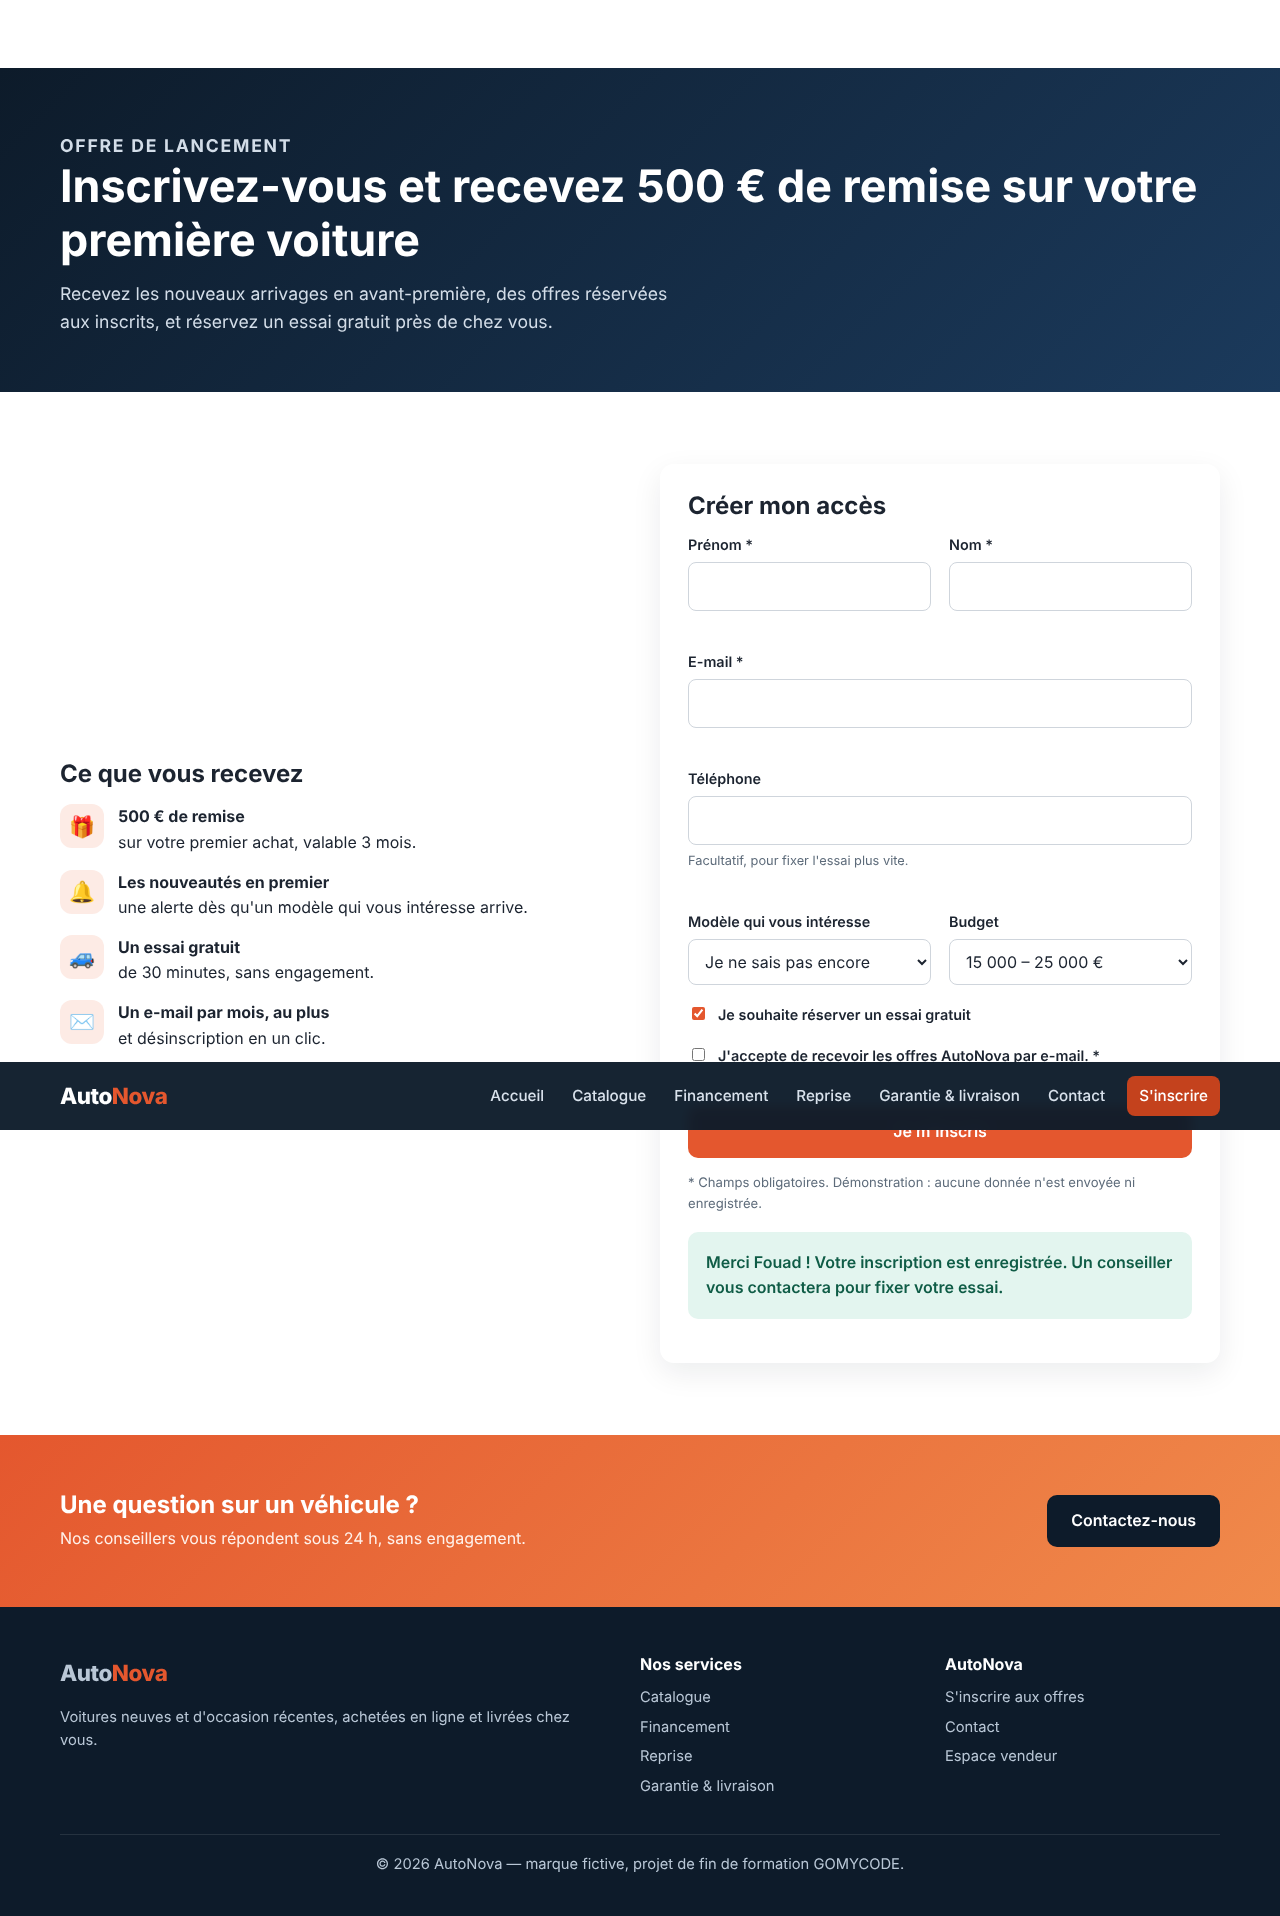 OFFRE DE LANCEMENT
Inscrivez-vous et recevez 500 € de remise sur votre
première voiture
Recevez les nouveaux arrivages en avant-première, des offres réservées
aux inscrits, et réservez un essai gratuit près de chez vous.
Ce que vous recevez
500 € de remise
sur votre premier achat, valable 3 mois.
Les nouveautés en premier
une alerte dès qu'un modèle qui vous intéresse arrive.
Un essai gratuit
de 30 minutes, sans engagement.
Un e-mail par mois, au plus
et désinscription en un clic.
Créer mon accès
Prénom *
Nom *
E-mail *
Téléphone
Facultatif, pour fixer l'essai plus vite.
Modèle qui vous intéresse
Budget
Je ne sais pas encore
15 000 – 25 000 €
Je souhaite réserver un essai gratuit
J'accepte de recevoir les offres AutoNova par e-mail. *
AutoNova
Accueil
Catalogue
Financement
Reprise
Garantie & livraison
Contact
S'inscrire
Je m'inscris
* Champs obligatoires. Démonstration : aucune donnée n'est envoyée ni
enregistrée.
Merci Fouad ! Votre inscription est enregistrée. Un conseiller
vous contactera pour fixer votre essai.
Une question sur un véhicule ?
Nos conseillers vous répondent sous 24 h, sans engagement.
Contactez-nous
AutoNova
Voitures neuves et d'occasion récentes, achetées en ligne et livrées chez
vous.
Nos services
Catalogue
Financement
Reprise
Garantie & livraison
AutoNova
S'inscrire aux offres
Contact
Espace vendeur
© 2026 AutoNova — marque fictive, projet de fin de formation GOMYCODE.